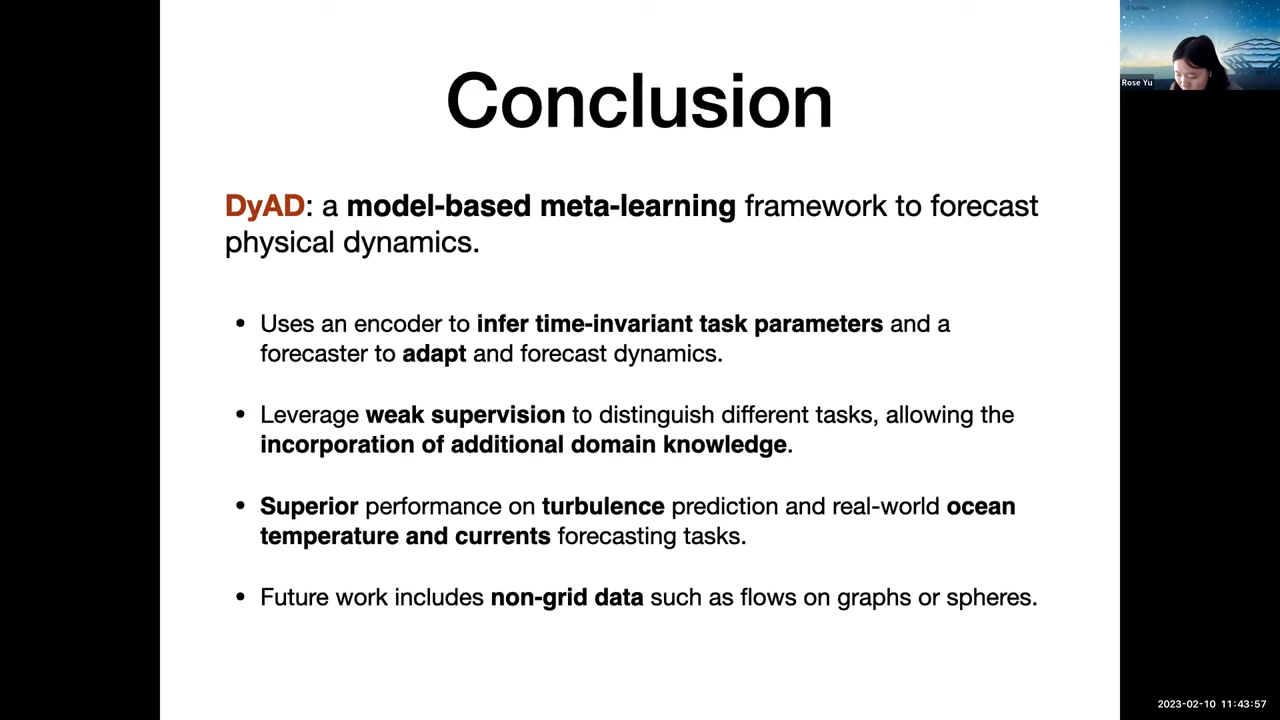 Conclusion
DyAD: a model-based meta-learning framework to forecast
physical dynamics.
• Uses an encoder to infer time-invariant task parameters and a
forecaster to adapt and forecast dynamics.
• Leverage weak supervision to distinguish different tasks, allowing the
incorporation of additional domain knowledge.
• Superior performance on turbulence prediction and real-world ocean
temperature and currents forecasting tasks.
• Future work includes non-grid data such as flows on graphs or spheres.
Rose Yu
2023-02-10 11:43:57